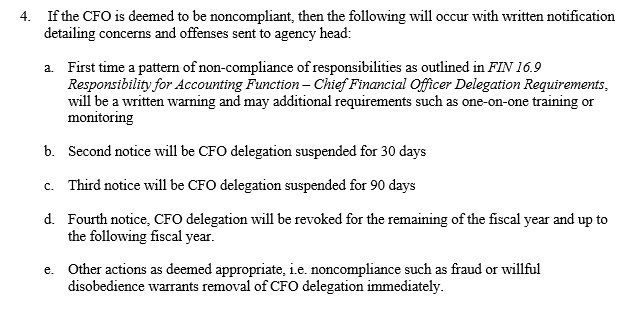 4. If the CFO is deemed to be noncompliant, then the following will occur with written notification
detailing concerns and offenses sent to agency head:
a. First time a pattern of non-compliance of responsibilities as outlined in FIN 16.9
Responsibility for Accounting Function – Chief Financial Officer Delegation Requirements,
will be a written warning and may additional requirements such as one-on-one training or
monitoring
b. Second notice will be CFO delegation suspended for 30 days
c. Third notice will be CFO delegation suspended for 90 days
d. Fourth notice, CFO delegation will be revoked for the remaining of the fiscal year and up to
the following fiscal year.
e. Other actions as deemed appropriate, i.e. noncompliance such as fraud or willful
disobedience warrants removal of CFO delegation immediately.